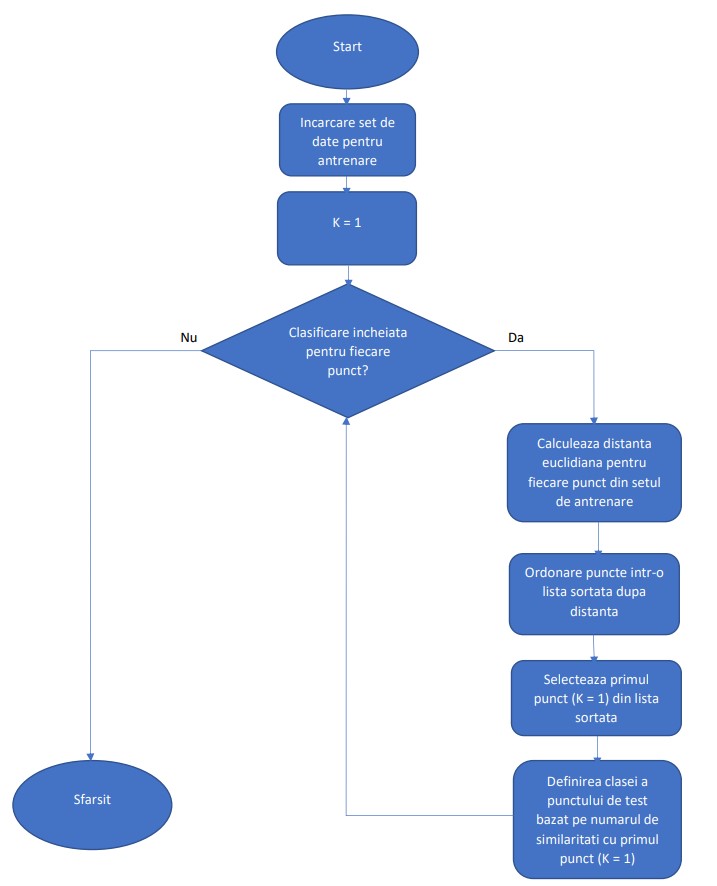 Start
Incarcare set de
date pentru
antrenare
K = 1
Clasificare incheiata
pentru fiecare
punct?
Nu
Da
Calculeaza distanta
euclidiana pentru
fiecare punct din setul
de antrenare
Ordonare puncte intr-o
lista sortata dupa
distanta
Selecteaza primul
punct (K = 1) din lista
sortata
Definirea clasei a
punctului de test
bazat pe numarul de
similaritati cu primul
punct (K = 1)
Sfarsit